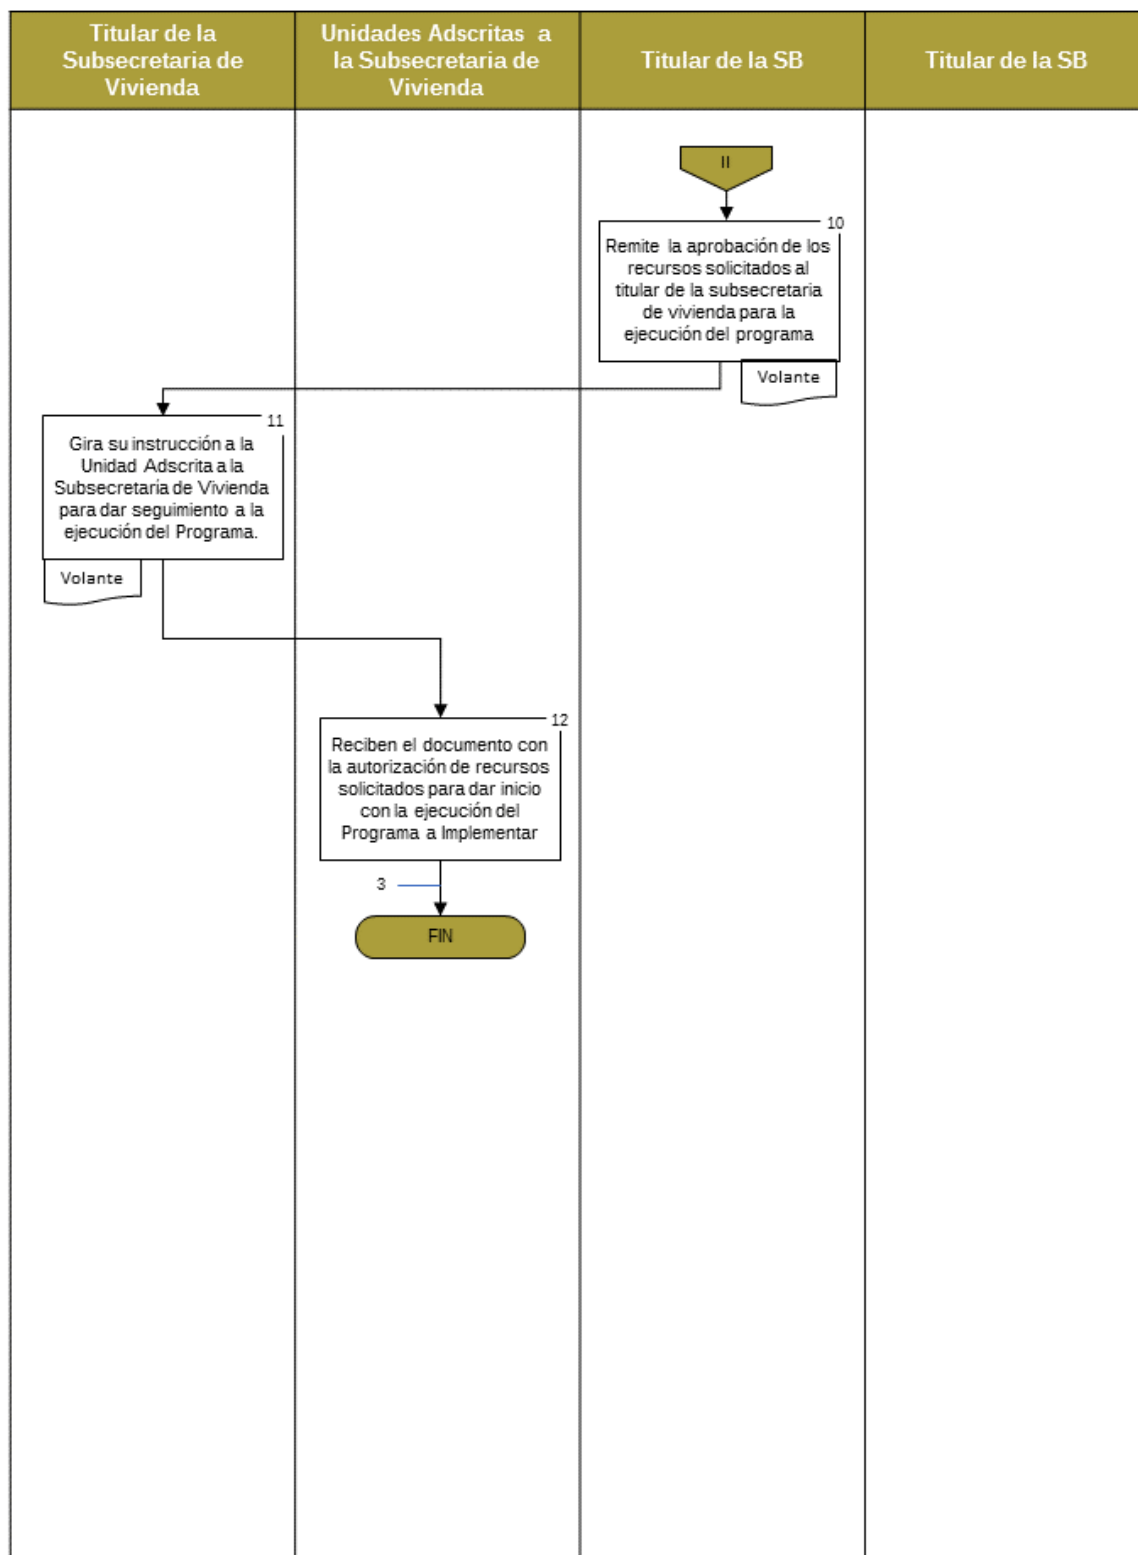 Titular de la
Subsecretaria de
Vivienda
Unidades Adscritas a
la Subsecretaria de
Vivienda
Titular de la SB
Titular de la SB
II
10
Remite la aprobación de los
recursos solicitados al
titular de la subsecretaria
de vivienda para la
ejecución del programa
Volante
11
Gira su instrucción a la
Unidad Adscrita a la
Subsecretaría de Vivienda
para dar seguimiento a la
ejecución del Programa.
Volante
12
Reciben el documento con
la autorización de recursos
solicitados para dar inicio
con la ejecución del
Programa a Implementar
3
FIN